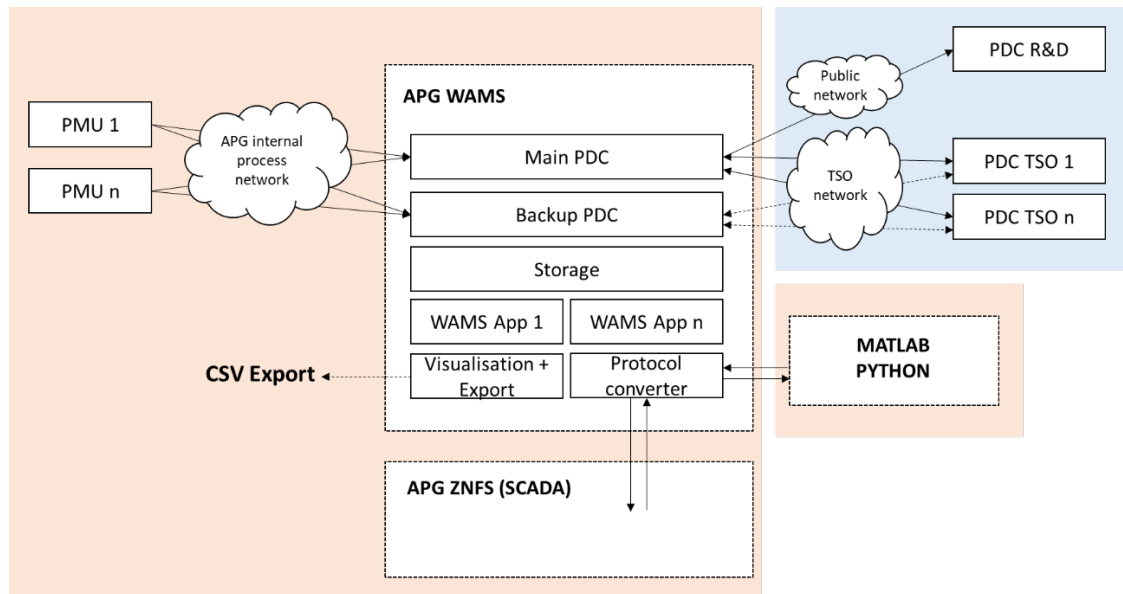 PMU 1
PMU n
APG internal
process
network
APG WAMS
Main PDC
Backup PDC
Storage
WAMS App 1
WAMS App n
Visualisation +
Export
Protocol
converter
CSV Export
APG ZNFS (SCADA)
Public
network
TSO
network
PDC R&D
PDC TSO 1
PDC TSO n
MATLAB
PYTHON